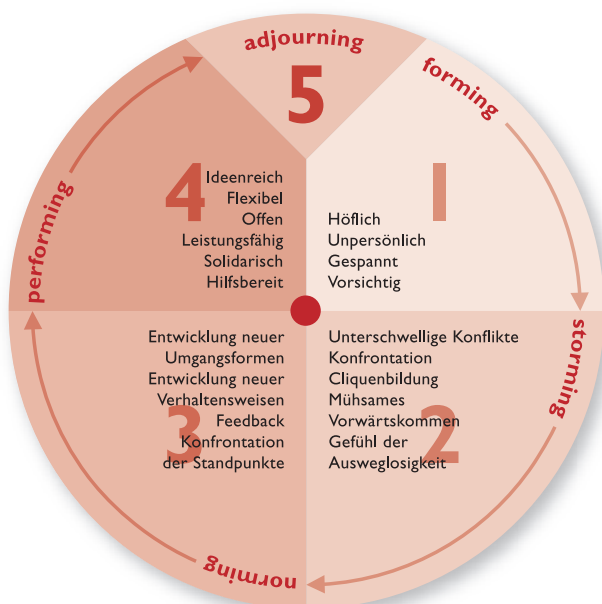 adjourning
5
forming
1
Höflich
Unpersönlich
Gespannt
Vorsichtig
storming
2
Unterschwellige Konflikte
Konfrontation
Cliquenbildung
Mühsames
Vorwärtskommen
Gefühl der
Ausweglosigkeit
norming
3
Entwicklung neuer
Umgangsformen
Entwicklung neuer
Verhaltensweisen
Feedback
Konfrontation
der Standpunkte
performing
4
Ideenreich
Flexibel
Offen
Leistungsfähig
Solidarisch
Hilfsbereit